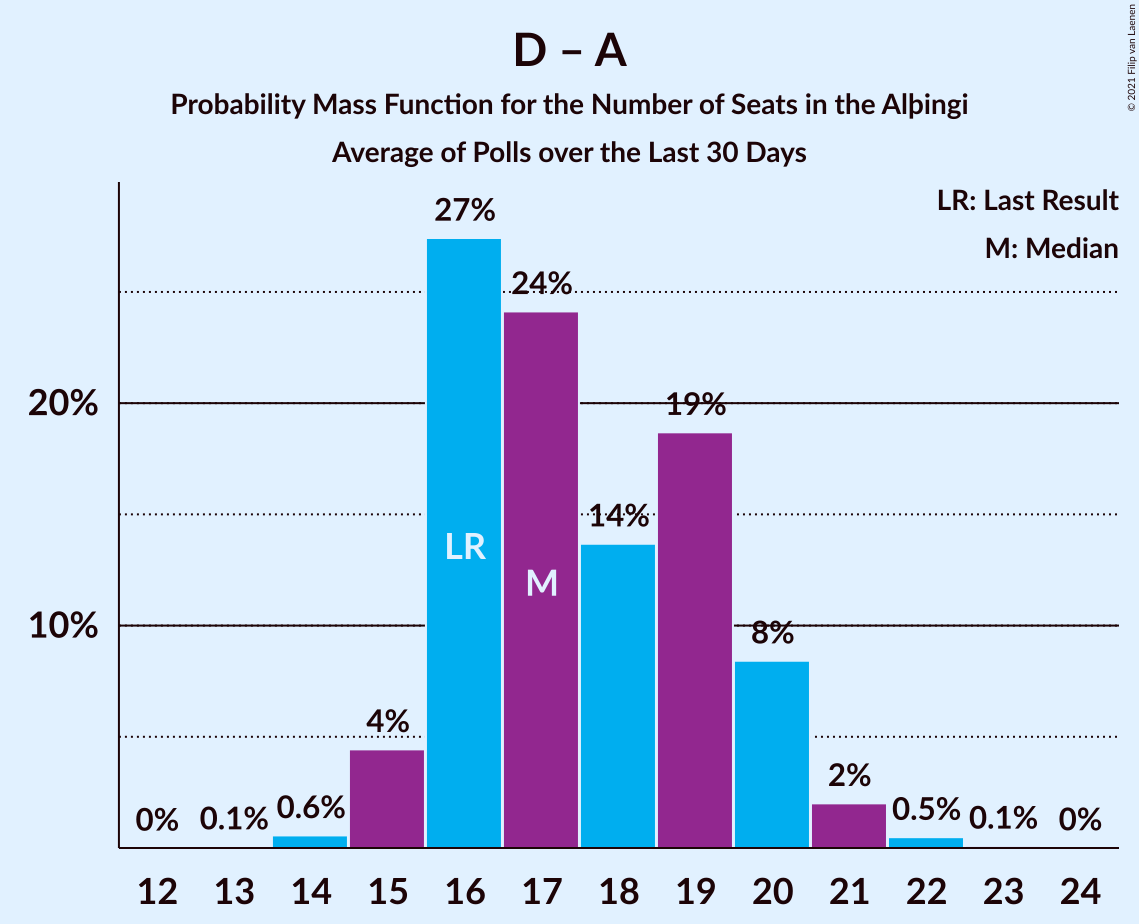 D – A
Probability Mass Function for the Number of Seats in the Alþingi
Average of Polls over the Last 30 Days
© 2021 Filip van Laenen
LR: Last Result
M: Median
27%
24%
20%
19%
14%
LR
M
10%
8%
4%
2%
0%
0.1%
0.6%
0.5%
0.1%
0%
12 13 14 15 16 17 18 19 20 21 22 23 24